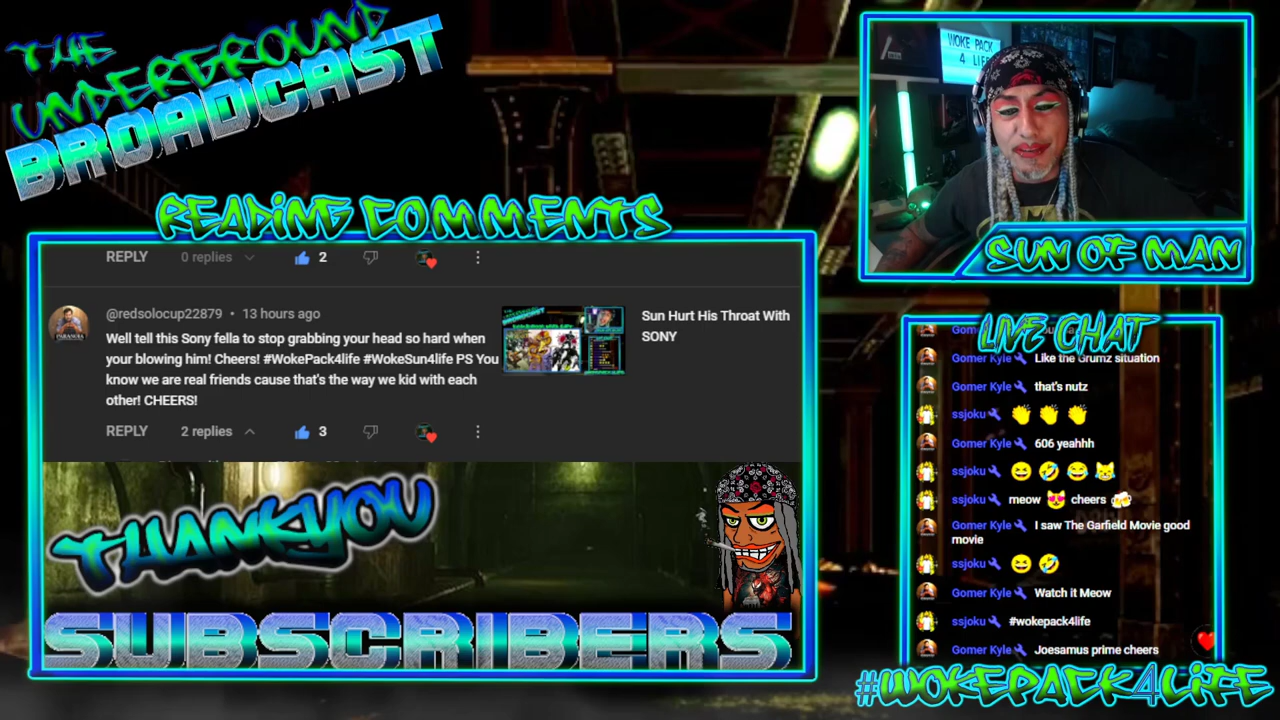 THE
UNDERGROUND
BROADCAST
WOKE PACK
4 LIFE
SUN OF MAN
READING COMMENTS
REPLY 0 replies 2
@redsolocup22879 • 13 hours ago
Well tell this Sony fella to stop grabbing your head so hard when
your blowing him! Cheers! #WokePack4life #WokeSun4life PS You
know we are real friends cause that's the way we kid with each
other! CHEERS!
Sun Hurt His Throat With
SONY
REPLY 2 replies 3
THANKYOU
SUBSCRIBERS
LIVE CHAT
Gomer Kyle Like the Grumz situation
Gomer Kyle that's nutz
ssjoku 👏 👏 👏
Gomer Kyle 606 yeahhh
ssjoku 😆 🤣 😂 😹
ssjoku meow 😻 cheers 🍻
Gomer Kyle I saw The Garfield Movie good
movie
ssjoku 😆 🤣
Gomer Kyle Watch it Meow
ssjoku #wokepack4life
Gomer Kyle Joesamus prime cheers
#WOKEPACK4LIFE